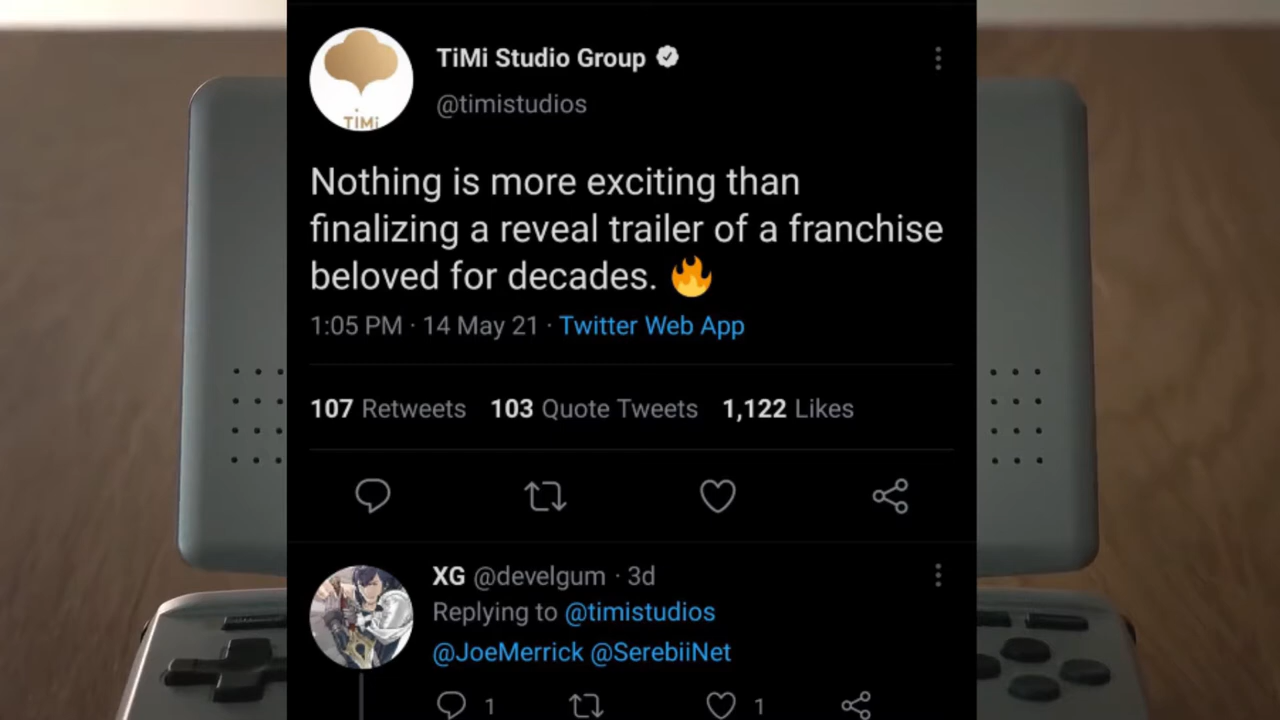 TiMi Studio Group
@timistudios
TiMi
Nothing is more exciting than
finalizing a reveal trailer of a franchise
beloved for decades. 🔥
1:05 PM · 14 May 21 · Twitter Web App
107 Retweets 103 Quote Tweets 1,122 Likes
XG @develgum · 3d
Replying to @timistudios
@JoeMerrick @SerebiiNet
1 1